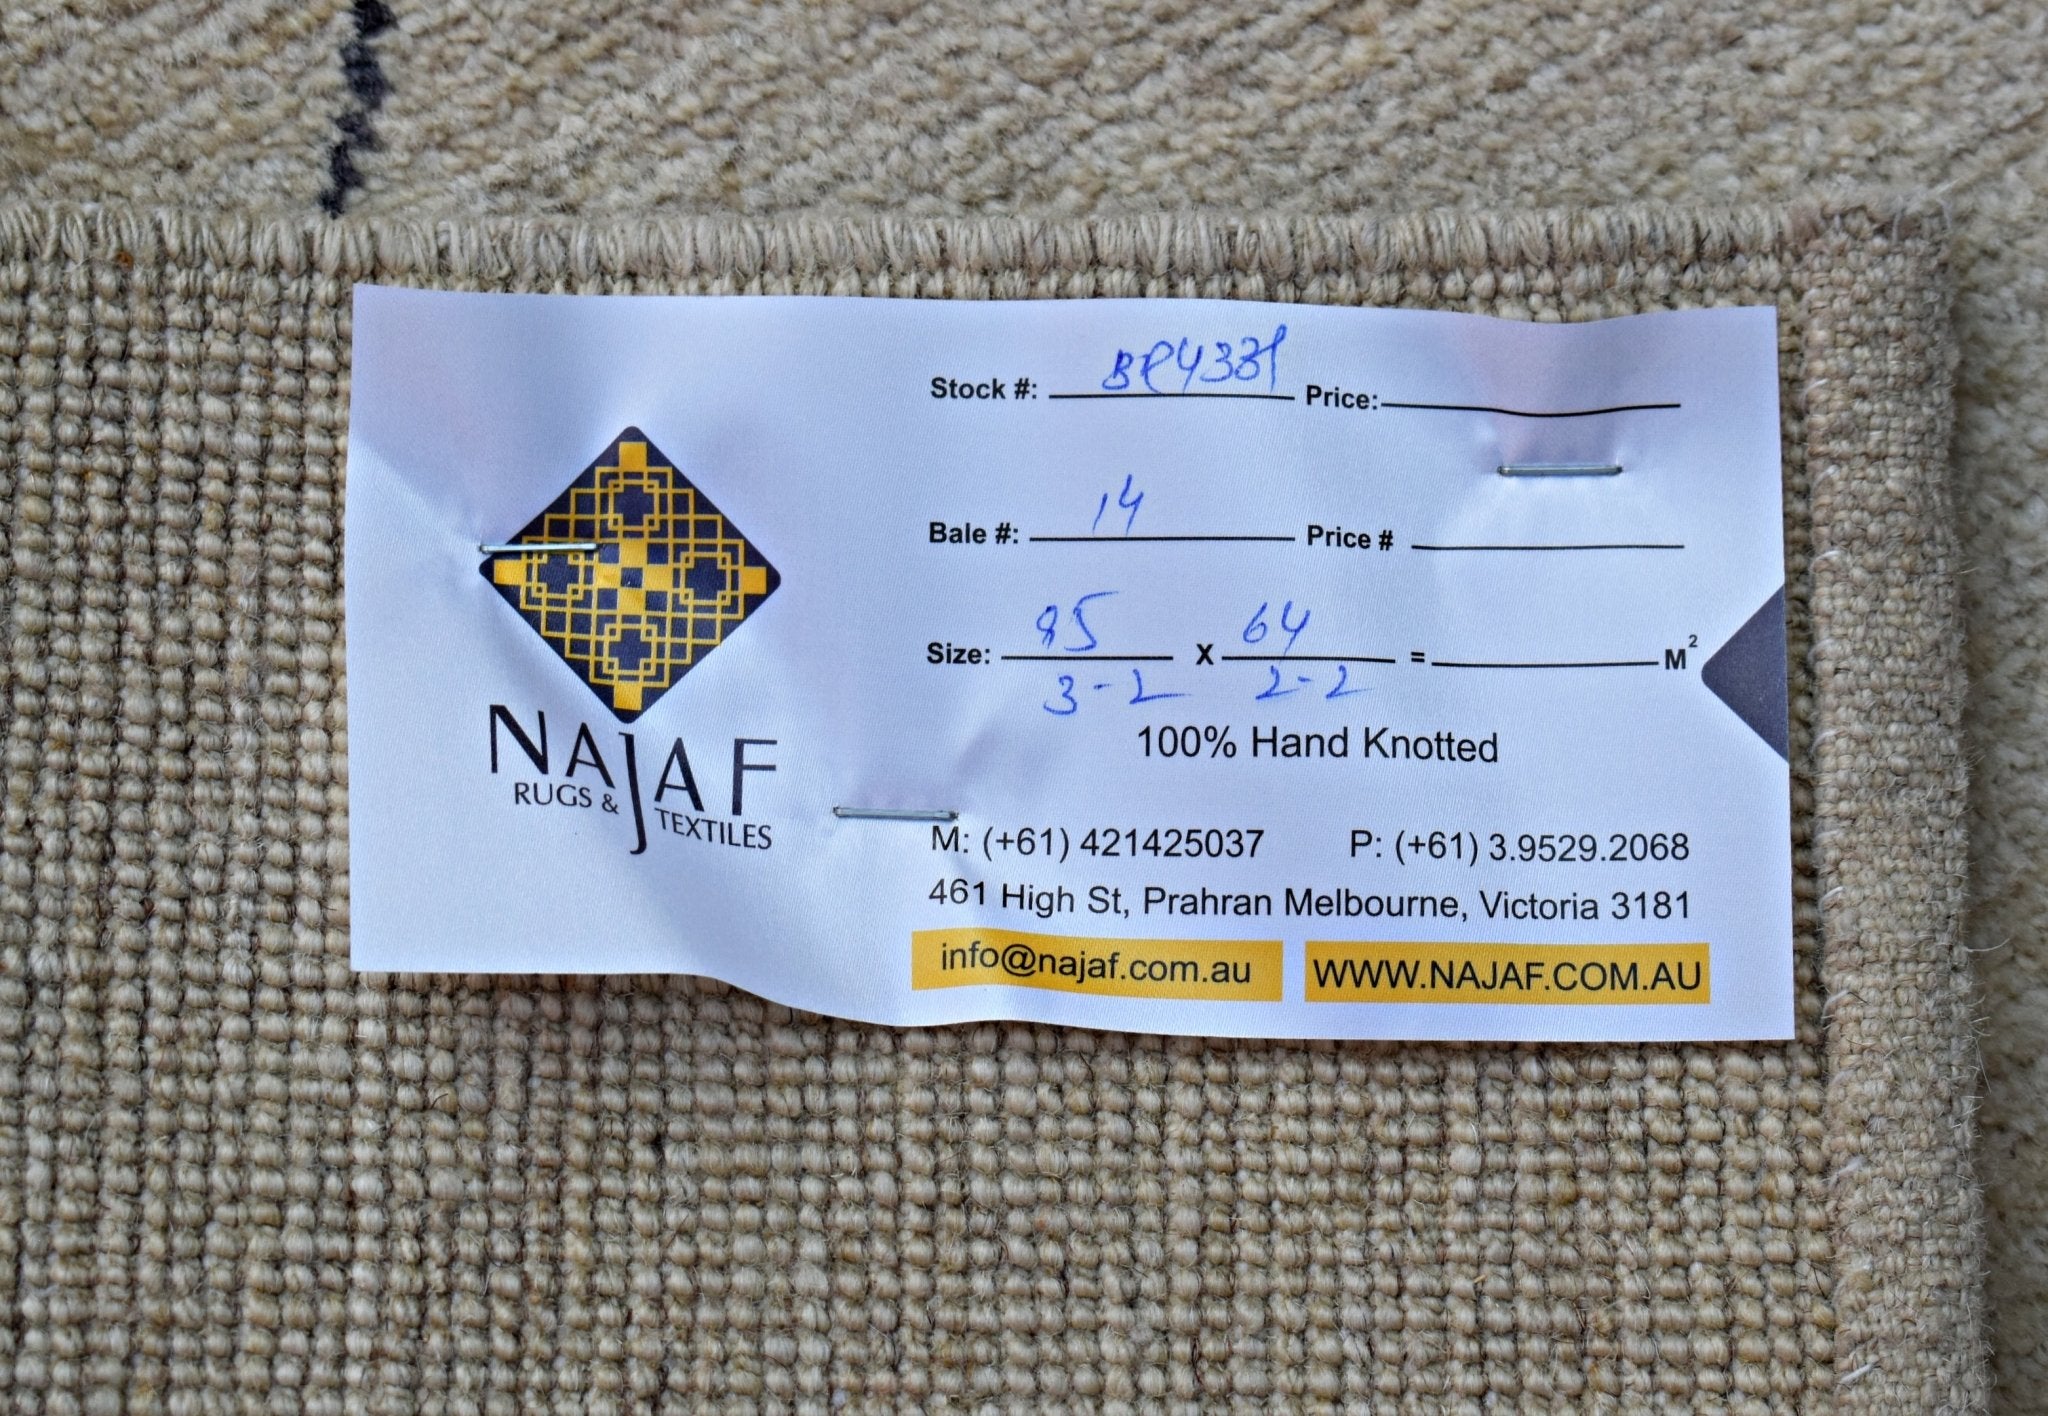 NAJAF
RUGS & TEXTILES
Stock #: Price:
Bale #: 14 Price #
Size: 95 X 64 = M²
3-2 2-2
100% Hand Knotted
M: (+61) 421425037 P: (+61) 3.9529.2068
461 High St, Prahran Melbourne, Victoria 3181
info@najaf.com.au WWW.NAJAF.COM.AU